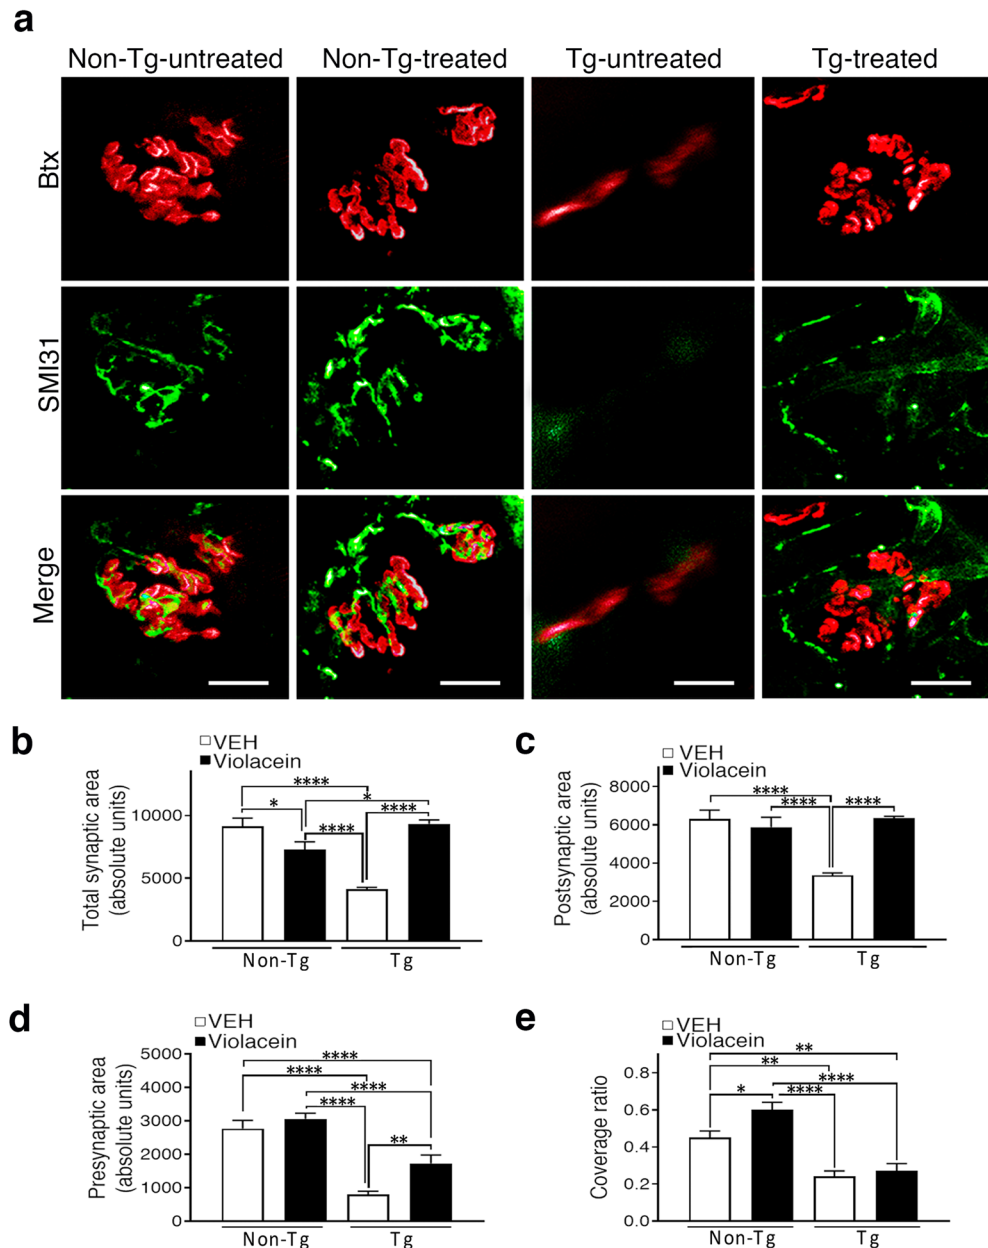 a
Non-Tg-untreated Non-Tg-treated Tg-untreated Tg-treated
Btx
SMI31
Merge
b
VEH
Violacein
Total synaptic area
(absolute units)
10000
5000
0
****
*
*
****
****
Non-Tg Tg
c
VEH
Violacein
Postsynaptic area
(absolute units)
8000
6000
4000
2000
0
****
**** ****
Non-Tg Tg
d
VEH
Violacein
Presynaptic area
(absolute units)
5000
4000
3000
2000
1000
0
****
****
****
****
**
Non-Tg Tg
e
VEH
Violacein
Coverage ratio
0.8
0.6
0.4
0.2
0.0
**
**
****
* ****
Non-Tg Tg